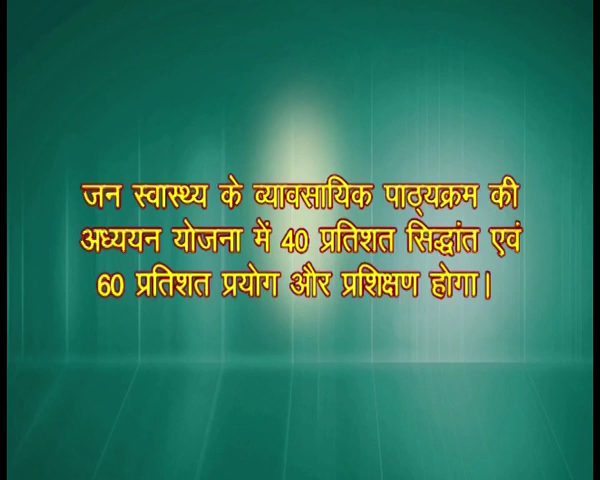 जन स्वास्थ्य के व्यावसायिक पाठ्यक्रम की
अध्ययन योजना में 40 प्रतिशत सिद्धांत एवं
60 प्रतिशत प्रयोग और प्रशिक्षण होगा।